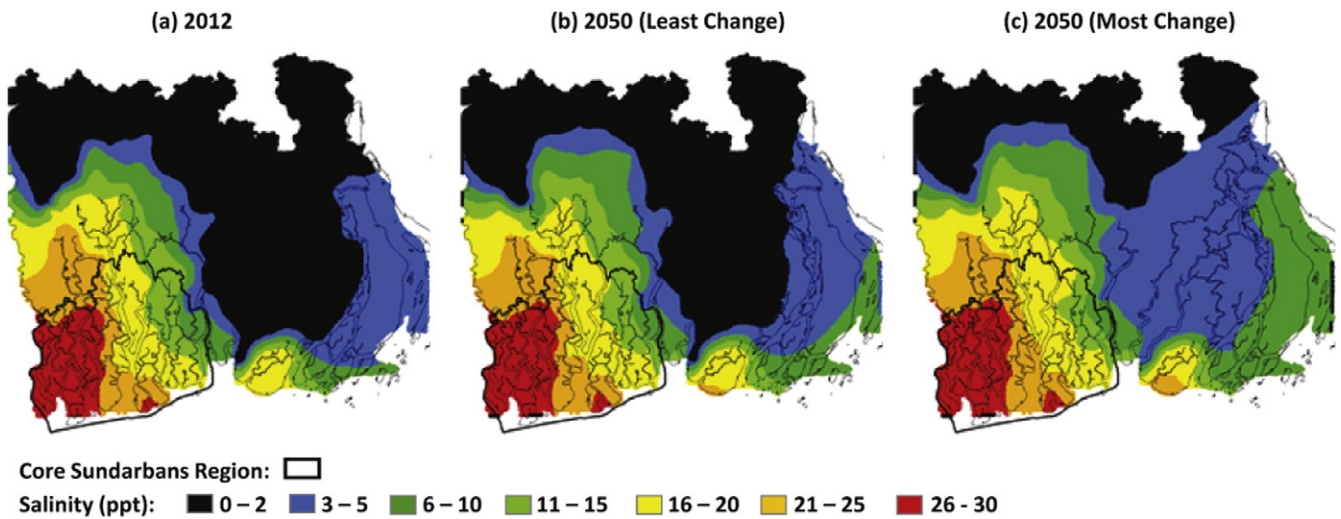 (a) 2012
(b) 2050 (Least Change)
(c) 2050 (Most Change)
Core Sundarbans Region:
Salinity (ppt): 0 – 2 3 – 5 6 – 10 11 – 15 16 – 20 21 – 25 26 - 30